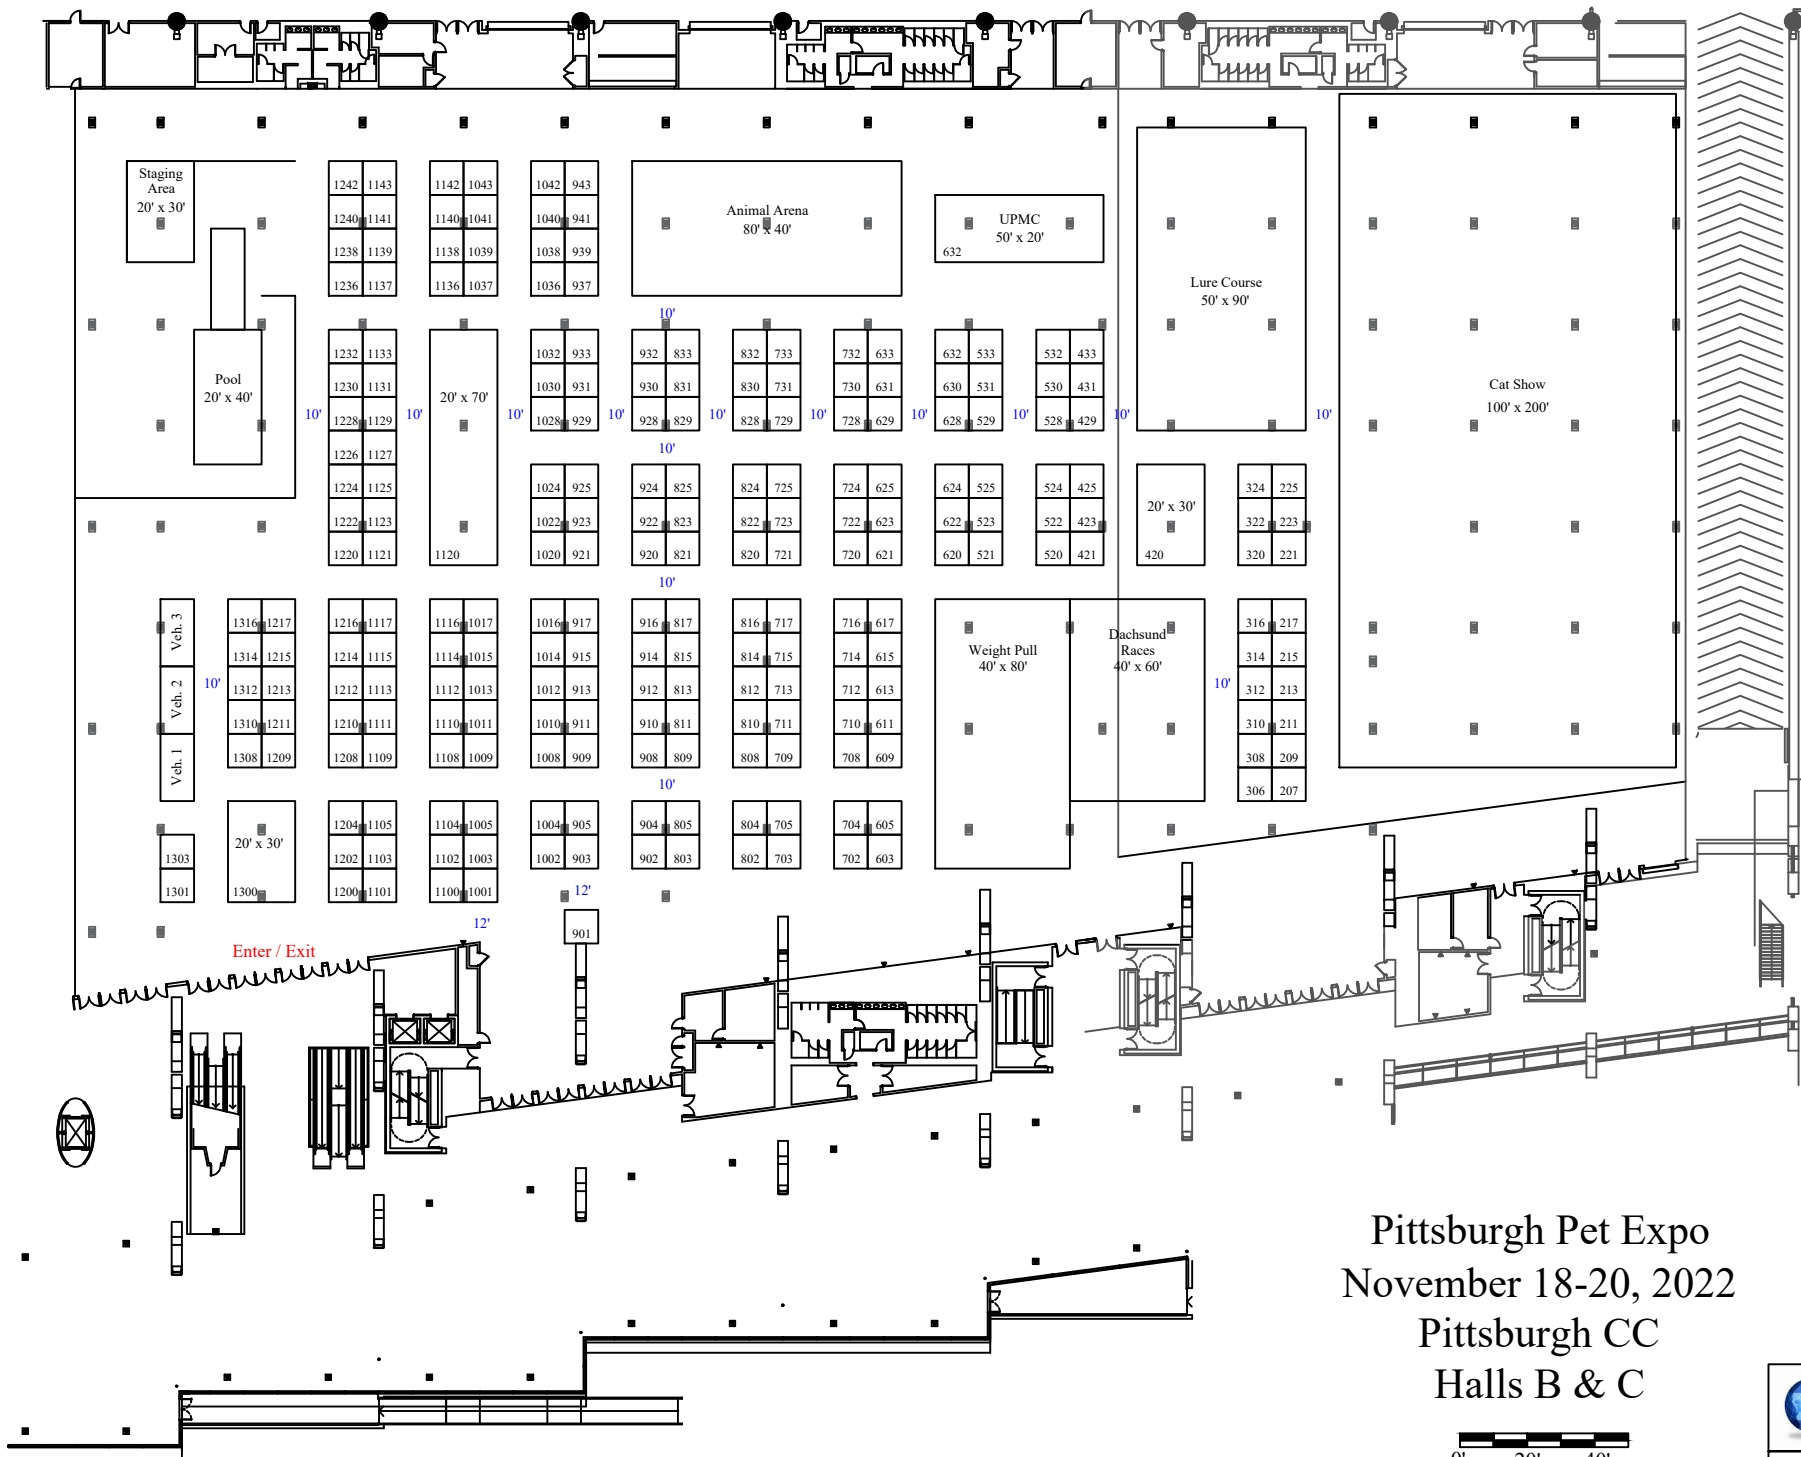 Staging
Area
20' x 30'
1242 1143 1142 1043 1042 943
1240 1141 1140 1041 1040 941
1238 1139 1138 1039 1038 939
1236 1137 1136 1037 1036 937
Animal Arena
80' x 40'
UPMC
50' x 20'
632
Lure Course
50' x 90'
Cat Show
100' x 200'
10'
Pool
20' x 40'
20' x 70'
1232 1133 1032 933 932 833 832 733 732 633 632 533 532 433
1230 1131 1030 931 930 831 830 731 730 631 630 531 530 431
10' 10' 10' 10' 10' 10' 10' 10' 10' 10'
1228 1129 1028 929 928 829 828 729 728 629 628 529 528 429
1226 1127
10'
1224 1125 1024 925 924 825 824 725 724 625 624 525 524 425 324 225
20' x 30'
1222 1123 1022 923 922 823 822 723 722 623 622 523 522 423 322 223
1220 1121 1120 1020 921 920 821 820 721 720 621 620 521 520 421 420 320 221
10'
Veh. 3
Veh. 2
Veh. 1
1316 1217 1216 1117 1116 1017 1016 917 916 817 816 717 716 617 316 217
1314 1215 1214 1115 1114 1015 1014 915 914 815 814 715 714 615 314 215
Weight Pull
40' x 80'
Dachsund
Races
40' x 60'
10' 10'
1312 1213 1212 1113 1112 1013 1012 913 912 813 812 713 712 613 312 213
1310 1211 1210 1111 1110 1011 1010 911 910 811 810 711 710 611 310 211
1308 1209 1208 1109 1108 1009 1008 909 908 809 808 709 708 609 308 209
10'
306 207
1204 1105 1104 1005 1004 905 904 805 804 705 704 605
20' x 30'
1303 1202 1103 1102 1003 1002 903 902 803 802 703 702 603
1301 1300 1200 1101 1100 1001
12'
12'
901
Enter / Exit
Pittsburgh Pet Expo
November 18-20, 2022
Pittsburgh CC
Halls B & C
0' 20' 40'